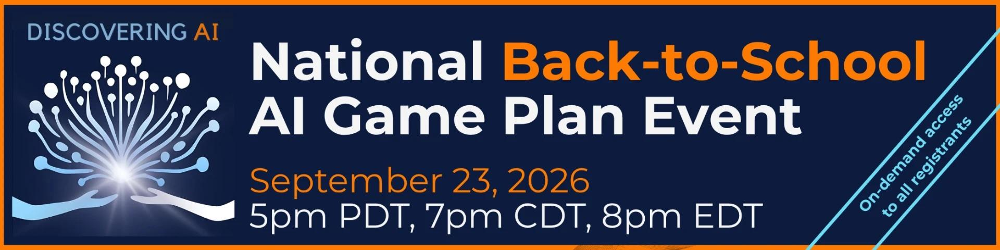 DISCOVERING AI
National Back-to-School
AI Game Plan Event
September 23, 2026
5pm PDT, 7pm CDT, 8pm EDT
On-demand access
to all registrants